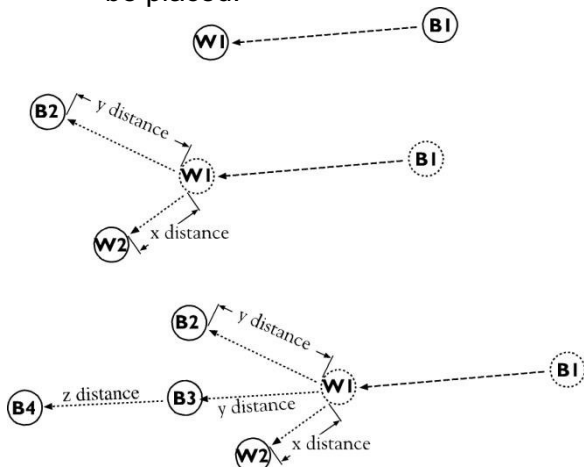 be placed.
W1 B1
B2 y distance
W1 B1
W2 x distance
B2 y distance
W1 B1
B4 z distance B3 y distance
W2 x distance